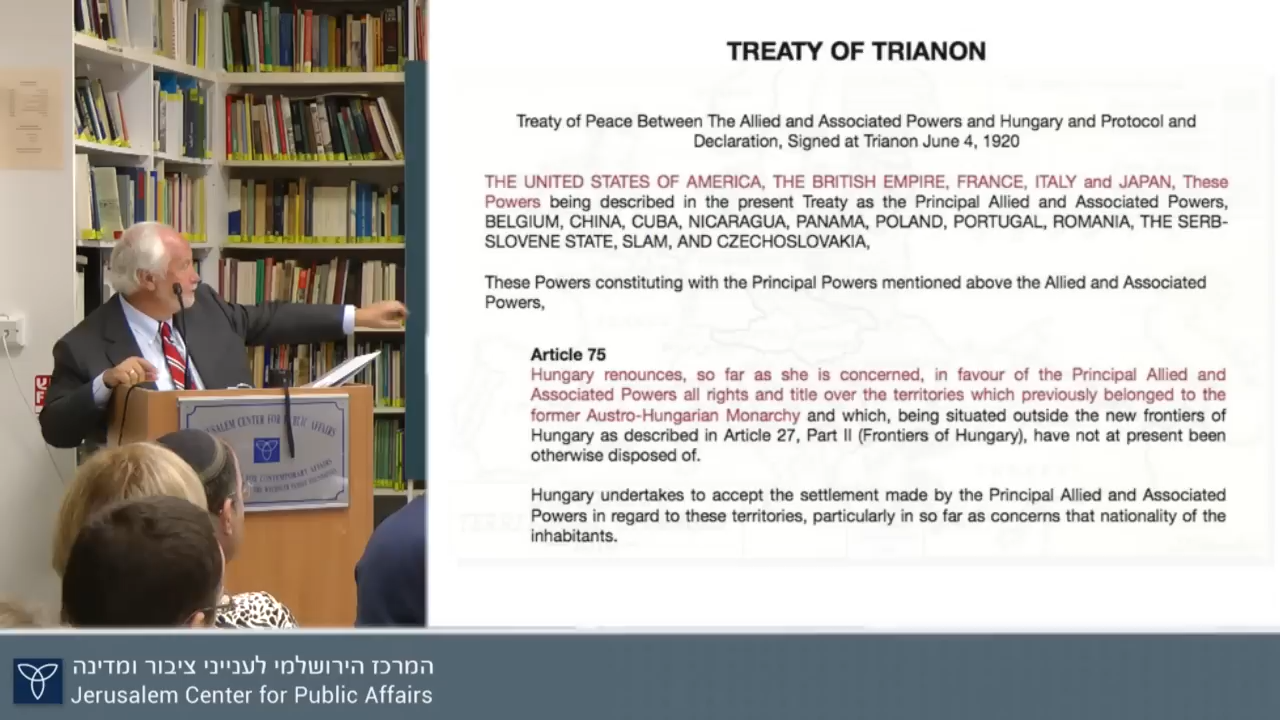 TREATY OF TRIANON
Treaty of Peace Between The Allied and Associated Powers and Hungary and Protocol and
Declaration, Signed at Trianon June 4, 1920
THE UNITED STATES OF AMERICA, THE BRITISH EMPIRE, FRANCE, ITALY and JAPAN, These
Powers being described in the present Treaty as the Principal Allied and Associated Powers,
BELGIUM, CHINA, CUBA, NICARAGUA, PANAMA, POLAND, PORTUGAL, ROMANIA, THE SERB-
SLOVENE STATE, SLAM, AND CZECHOSLOVAKIA,
These Powers constituting with the Principal Powers mentioned above the Allied and Associated
Powers,
Article 75
Hungary renounces, so far as she is concerned, in favour of the Principal Allied and
Associated Powers all rights and title over the territories which previously belonged to the
former Austro-Hungarian Monarchy and which, being situated outside the new frontiers of
Hungary as described in Article 27, Part II (Frontiers of Hungary), have not at present been
otherwise disposed of.
Hungary undertakes to accept the settlement made by the Principal Allied and Associated
Powers in regard to these territories, particularly in so far as concerns that nationality of the
inhabitants.
CENTER FOR PUBLIC AFFAIRS
CONTEMPORARY AFFAIRS
המרכז הירושלמי לענייני ציבור ומדינה
Jerusalem Center for Public Affairs